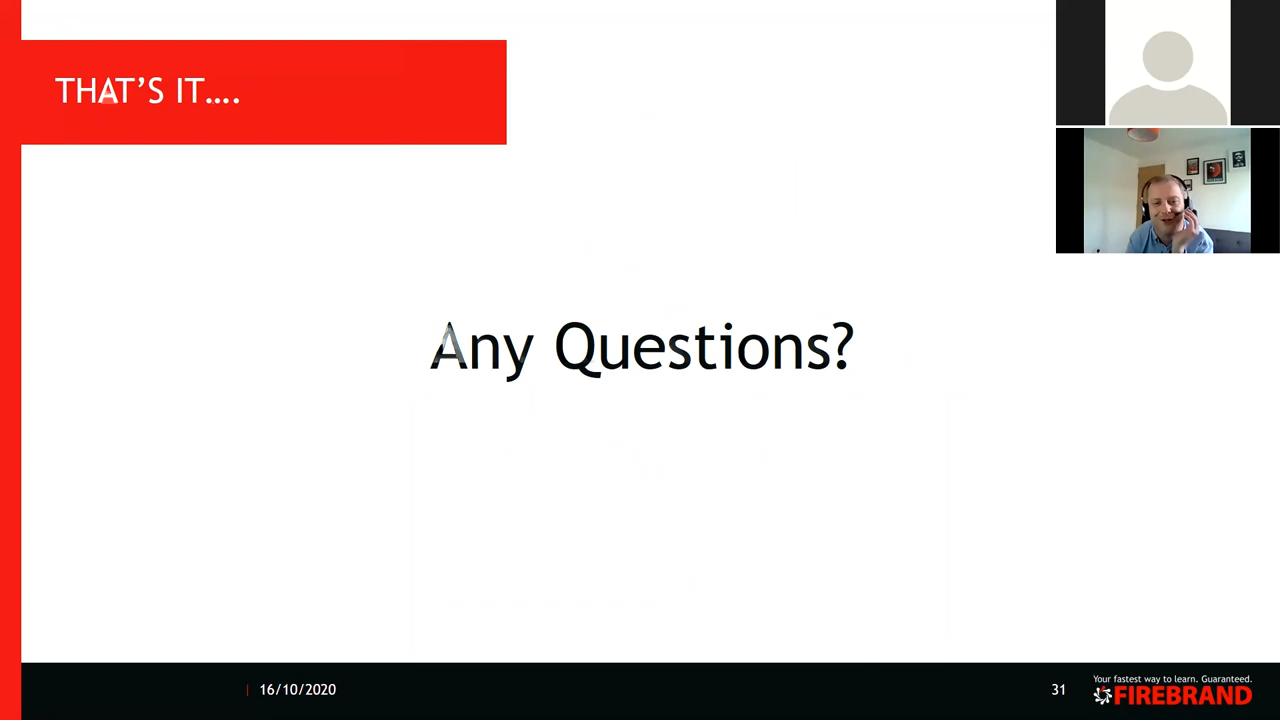 THAT’S IT….
Any Questions?
16/10/2020
31
Your fastest way to learn. Guaranteed.
FIREBRAND